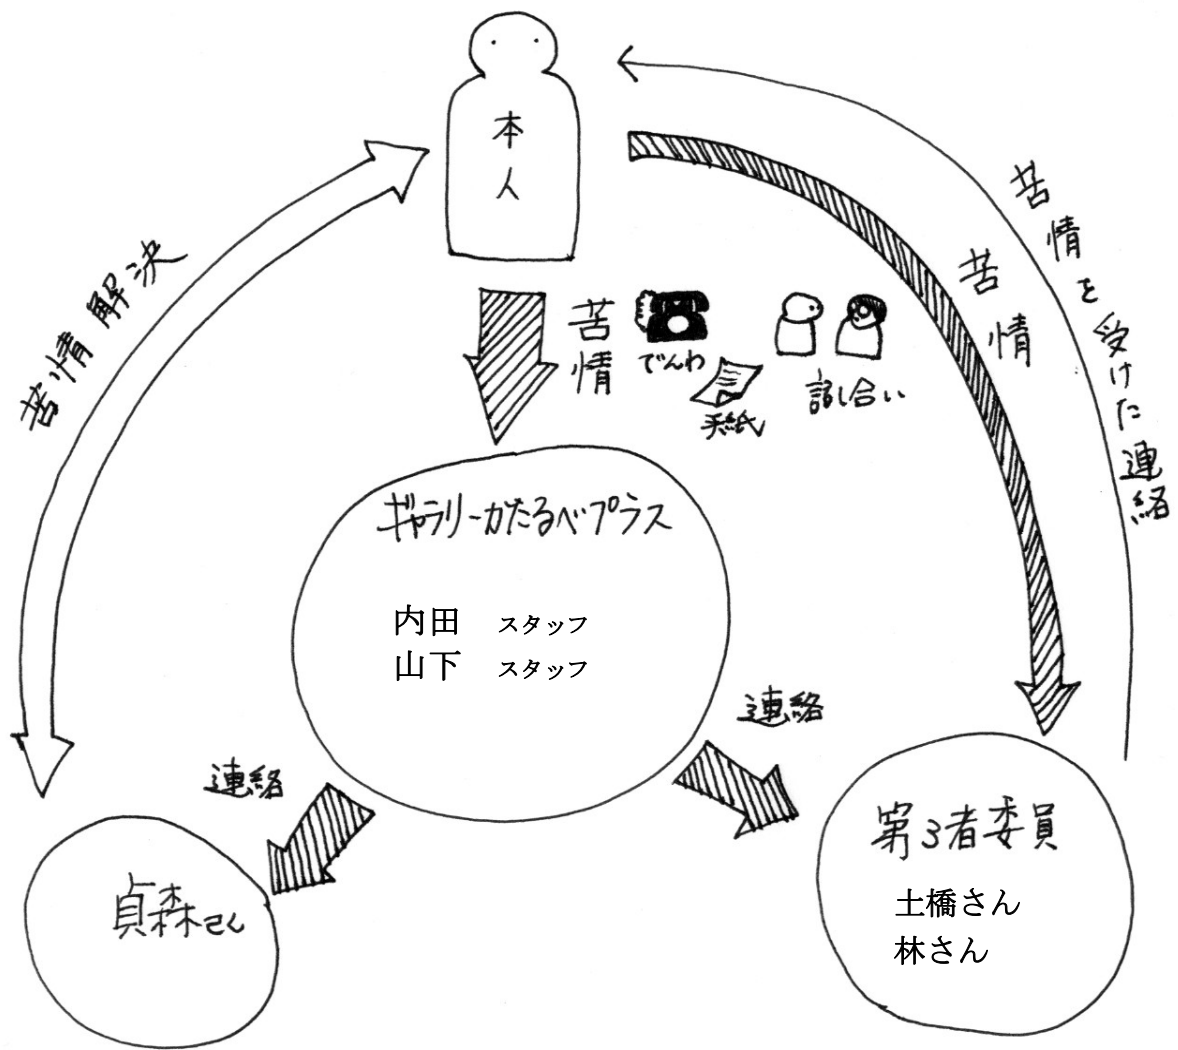 本人
苦情を受けた連絡
苦情
苦情解決
苦情
でんわ
手紙
話し合い
ギャラリーかたるべプラス
内田 スタッフ
山下 スタッフ
連絡
連絡
第3者委員
土橋さん
林さん
貞森さん